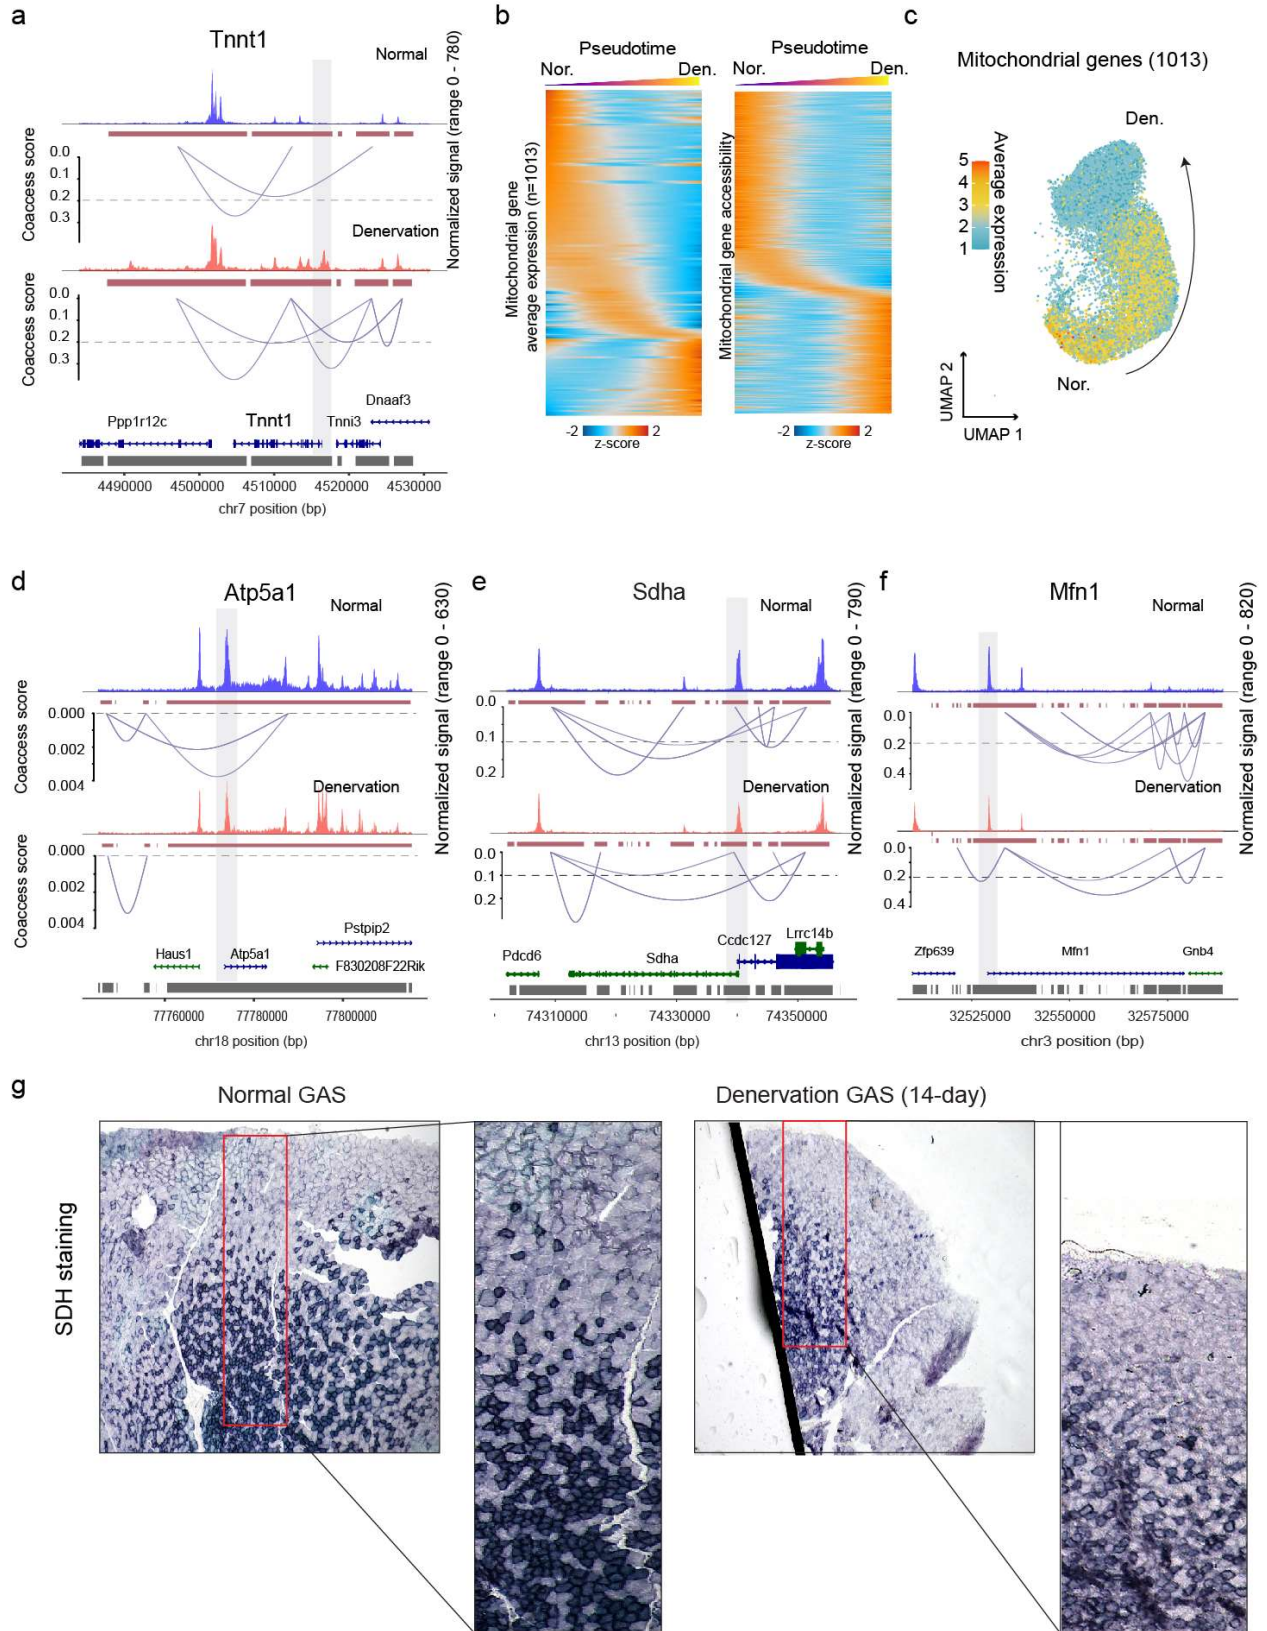 a
Tnnt1
Normal
Normalized signal (range 0 - 780)
Coaccess score
0.0
0.1
0.2
0.3
Denervation
Coaccess score
0.0
0.1
0.2
0.3
Dnaaf3
Ppp1r12c
Tnnt1
Tnni3
4490000 4500000 4510000 4520000 4530000
chr7 position (bp)
b
Pseudotime
Nor. Den.
Mitochondrial gene
average expression (n=1013)
-2 2
z-score
Pseudotime
Nor. Den.
Mitochondrial gene accessibility
-2 2
z-score
c
Mitochondrial genes (1013)
Den.
5
4
3
2
1
Average expression
Nor.
UMAP 2
UMAP 1
d
Atp5a1
Normal
Normalized signal (range 0 - 630)
Coaccess score
0.000
0.002
0.004
Denervation
Coaccess score
0.000
0.002
0.004
Pstpip2
Haus1
Atp5a1
F830208F22Rik
77760000 77780000 77800000
chr18 position (bp)
e
Sdha
Normal
Normalized signal (range 0 - 790)
0.0
0.1
0.2
Denervation
0.0
0.1
0.2
Ccdc127
Lrrc14b
Pdcd6
Sdha
74310000 74330000 74350000
chr13 position (bp)
f
Mfn1
Normal
Normalized signal (range 0 - 820)
0.0
0.2
0.4
Denervation
0.0
0.2
0.4
Zfp639
Mfn1
Gnb4
32525000 32550000 32575000
chr3 position (bp)
g
Normal GAS
Denervation GAS (14-day)
SDH staining